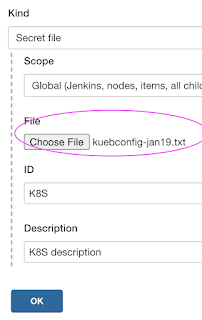 Kind
Secret file
Scope
Global (Jenkins, nodes, items, all chil
File
Choose File kuebconfig-jan19.txt
ID
K8S
Description
K8S description
OK